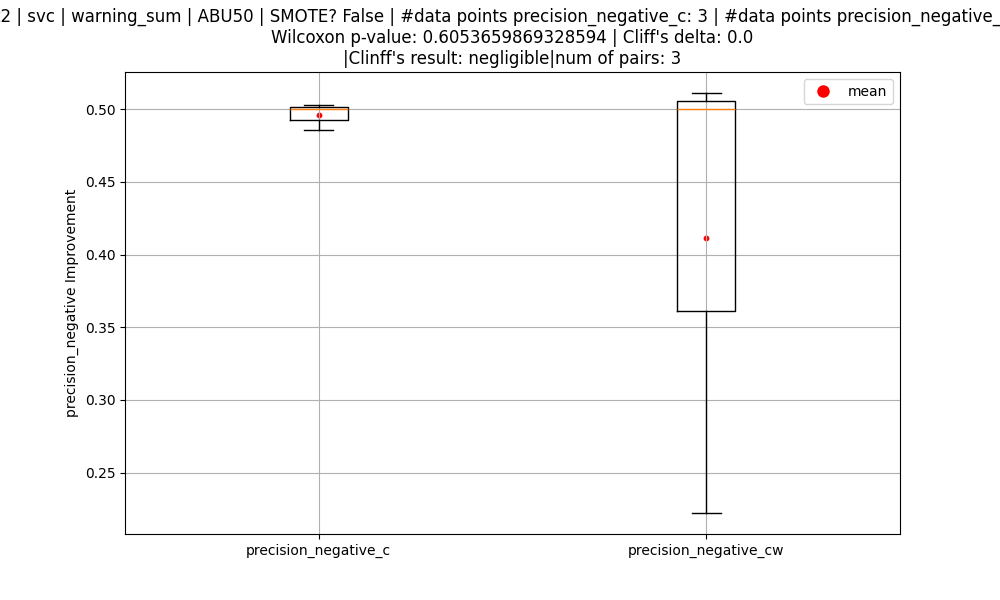 2 | svc | warning_sum | ABU50 | SMOTE? False | #data points precision_negative_c: 3 | #data points precision_negative_
Wilcoxon p-value: 0.6053659869328594 | Cliff's delta: 0.0
|Clinff's result: negligible|num of pairs: 3
mean
0.50
0.45
0.40
0.35
0.30
0.25
precision_negative Improvement
precision_negative_c
precision_negative_cw